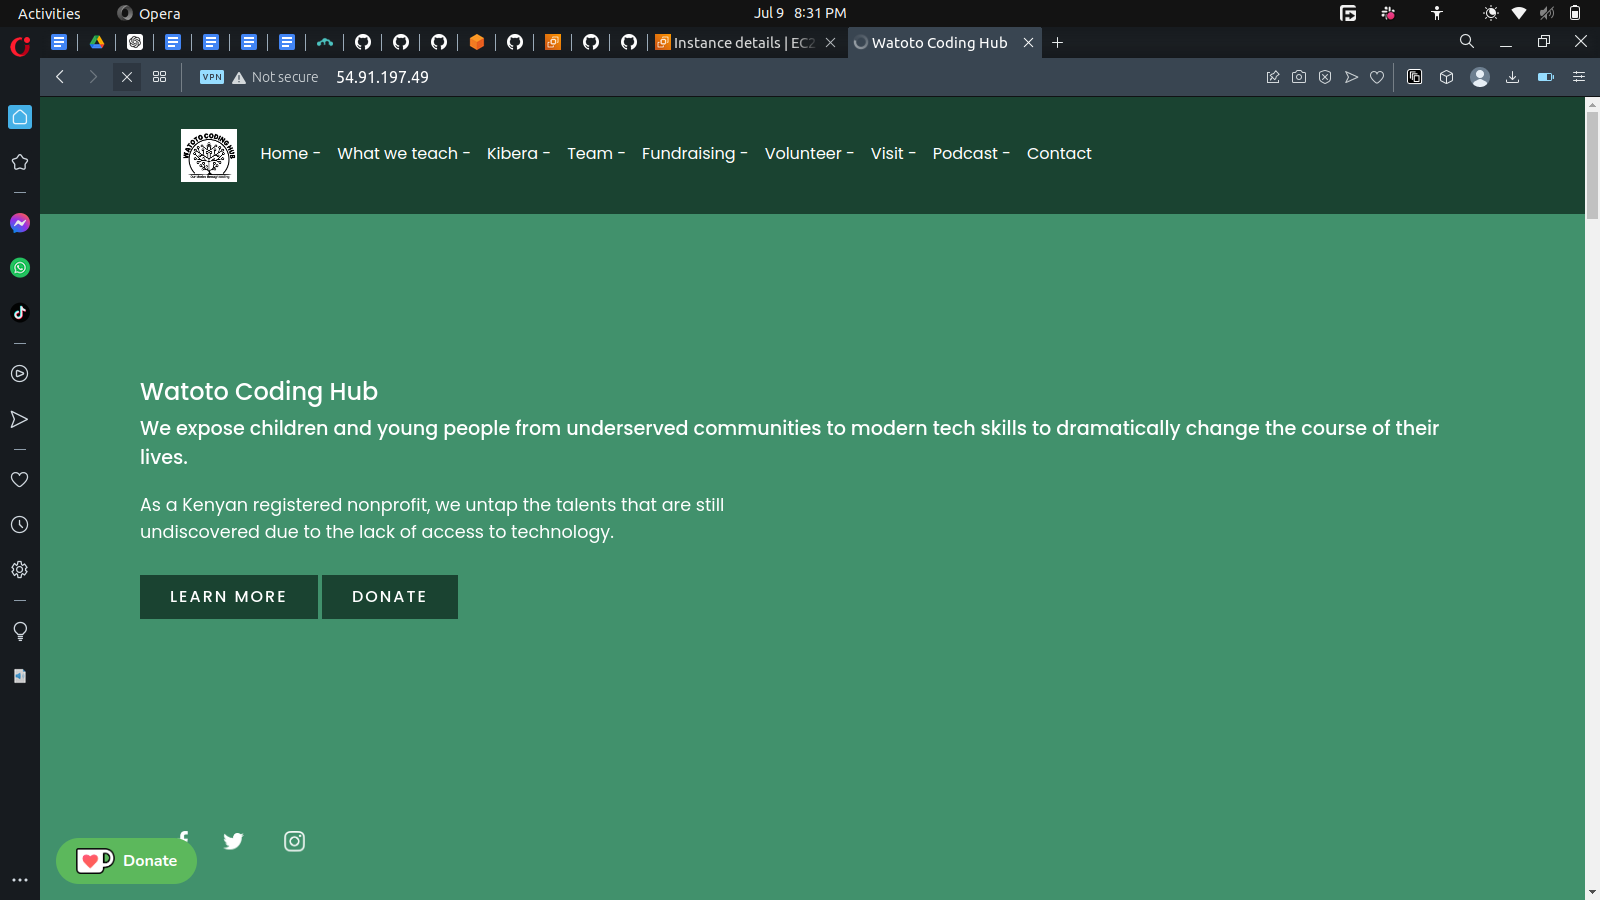 Activities
Opera
Jul 9 8:31 PM
Instance details | EC2
Watoto Coding Hub
VPN
Not secure
54.91.197.49
WATOTO CODING HUB
Home -
What we teach -
Kibera -
Team -
Fundraising -
Volunteer -
Visit -
Podcast -
Contact
Watoto Coding Hub
We expose children and young people from underserved communities to modern tech skills to dramatically change the course of their
lives.
As a Kenyan registered nonprofit, we untap the talents that are still
undiscovered due to the lack of access to technology.
LEARN MORE
DONATE
Donate